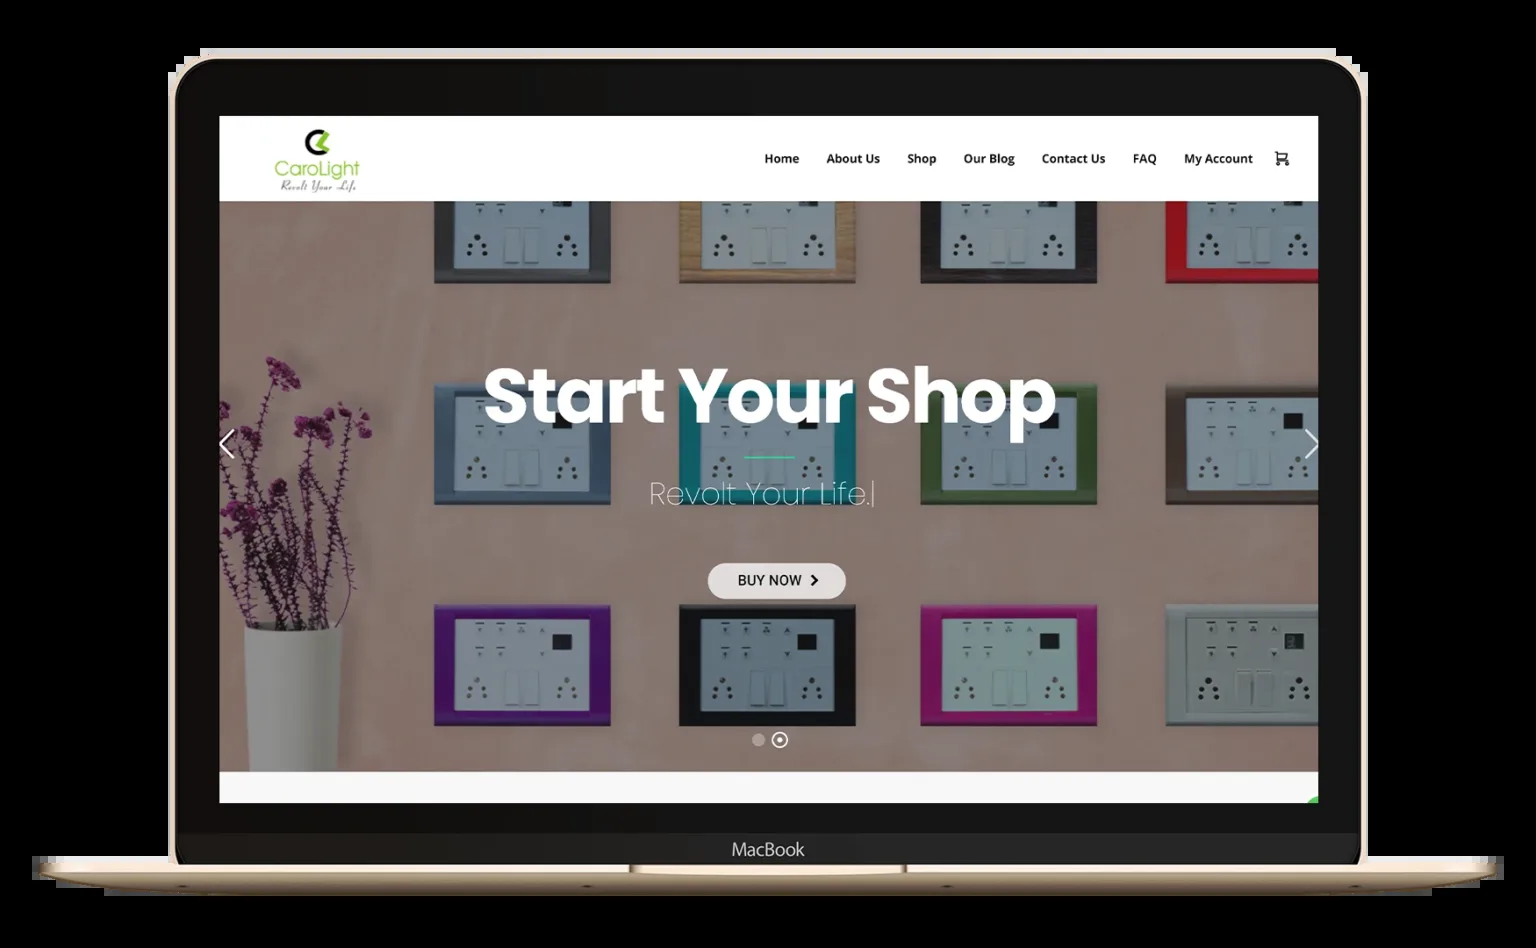 CaroLight
Revolt Your Life
Home
About Us
Shop
Our Blog
Contact Us
FAQ
My Account
Start Your Shop
Revolt Your Life.|
BUY NOW
MacBook